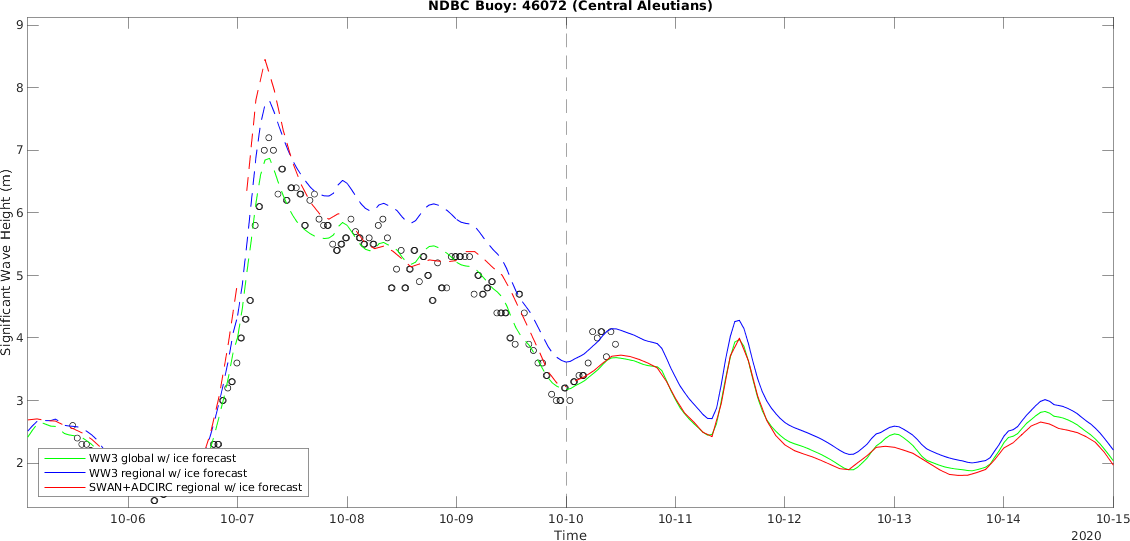 NDBC Buoy: 46072 (Central Aleutians)
9
8
7
6
5
4
3
2
Significant Wave Height (m)
WW3 global w/ ice forecast
WW3 regional w/ ice forecast
SWAN+ADCIRC regional w/ ice forecast
10-06 10-07 10-08 10-09 10-10 10-11 10-12 10-13 10-14 10-15
Time
2020